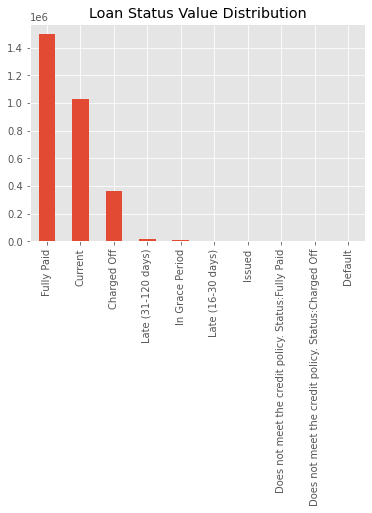 Loan Status Value Distribution
1e6
1.4
1.2
1.0
0.8
0.6
0.4
0.2
0.0
Fully Paid
Current
Charged Off
Late (31-120 days)
In Grace Period
Late (16-30 days)
Issued
Does not meet the credit policy. Status:Fully Paid
Does not meet the credit policy. Status:Charged Off
Default